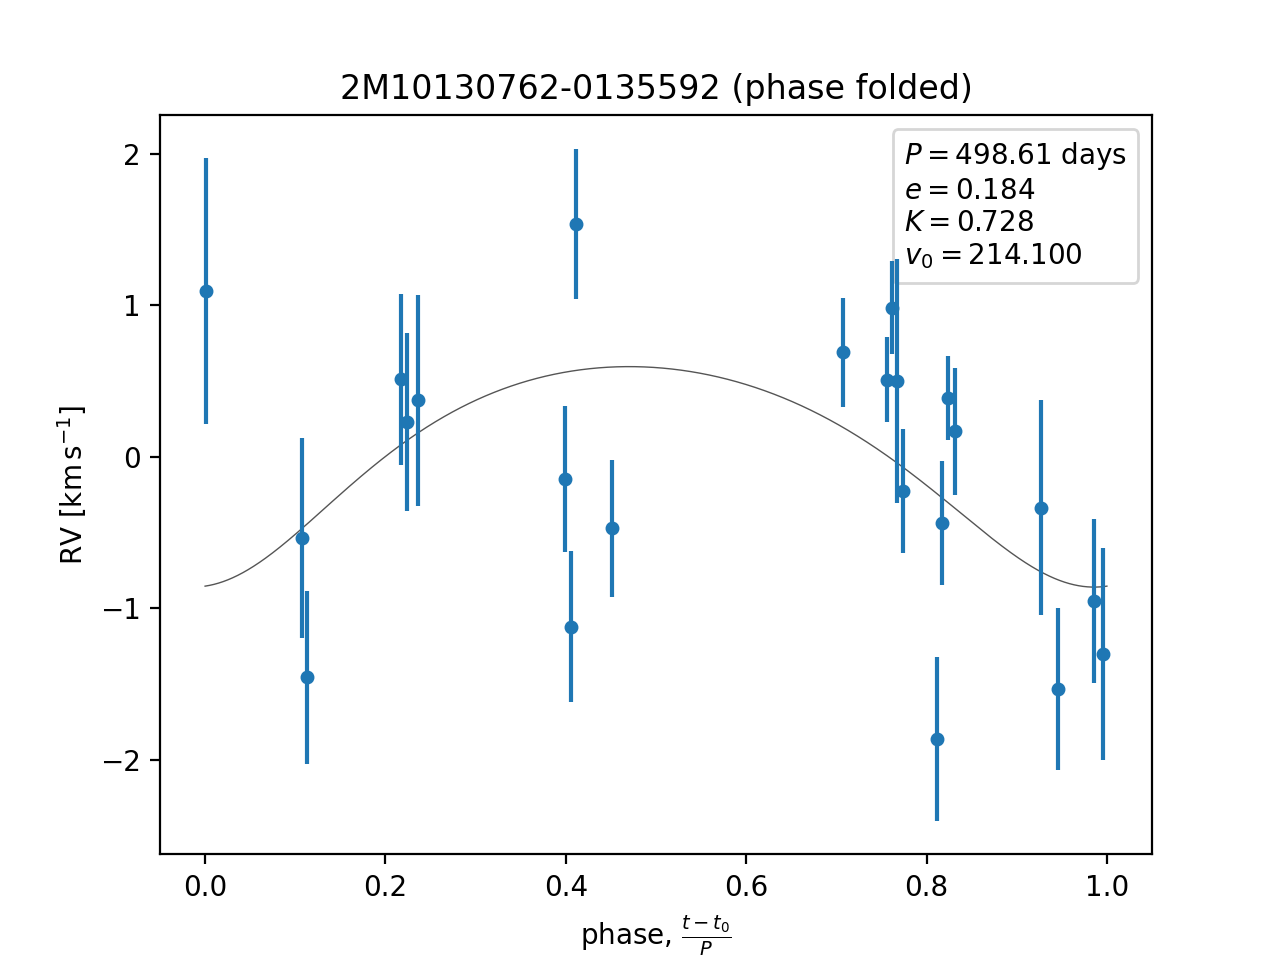 2M10130762-0135592 (phase folded)
P = 498.61 days
e = 0.184
K = 0.728
v₀ = 214.100
2
1
0
−1
−2
RV [km s⁻¹]
0.0 0.2 0.4 0.6 0.8 1.0
phase, (t − t₀)/P